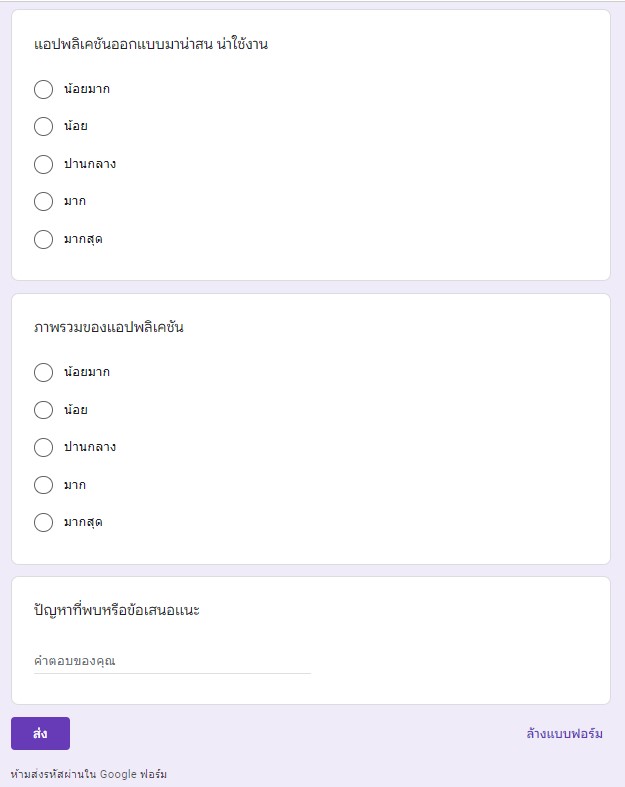 แอปพลิเคชันออกแบบมาน่าสน น่าใช้งาน
น้อยมาก
น้อย
ปานกลาง
มาก
มากสุด
ภาพรวมของแอปพลิเคชัน
น้อยมาก
น้อย
ปานกลาง
มาก
มากสุด
ปัญหาที่พบหรือข้อเสนอแนะ
คำตอบของคุณ
ส่ง
ล้างแบบฟอร์ม
ห้ามส่งรหัสผ่านใน Google ฟอร์ม